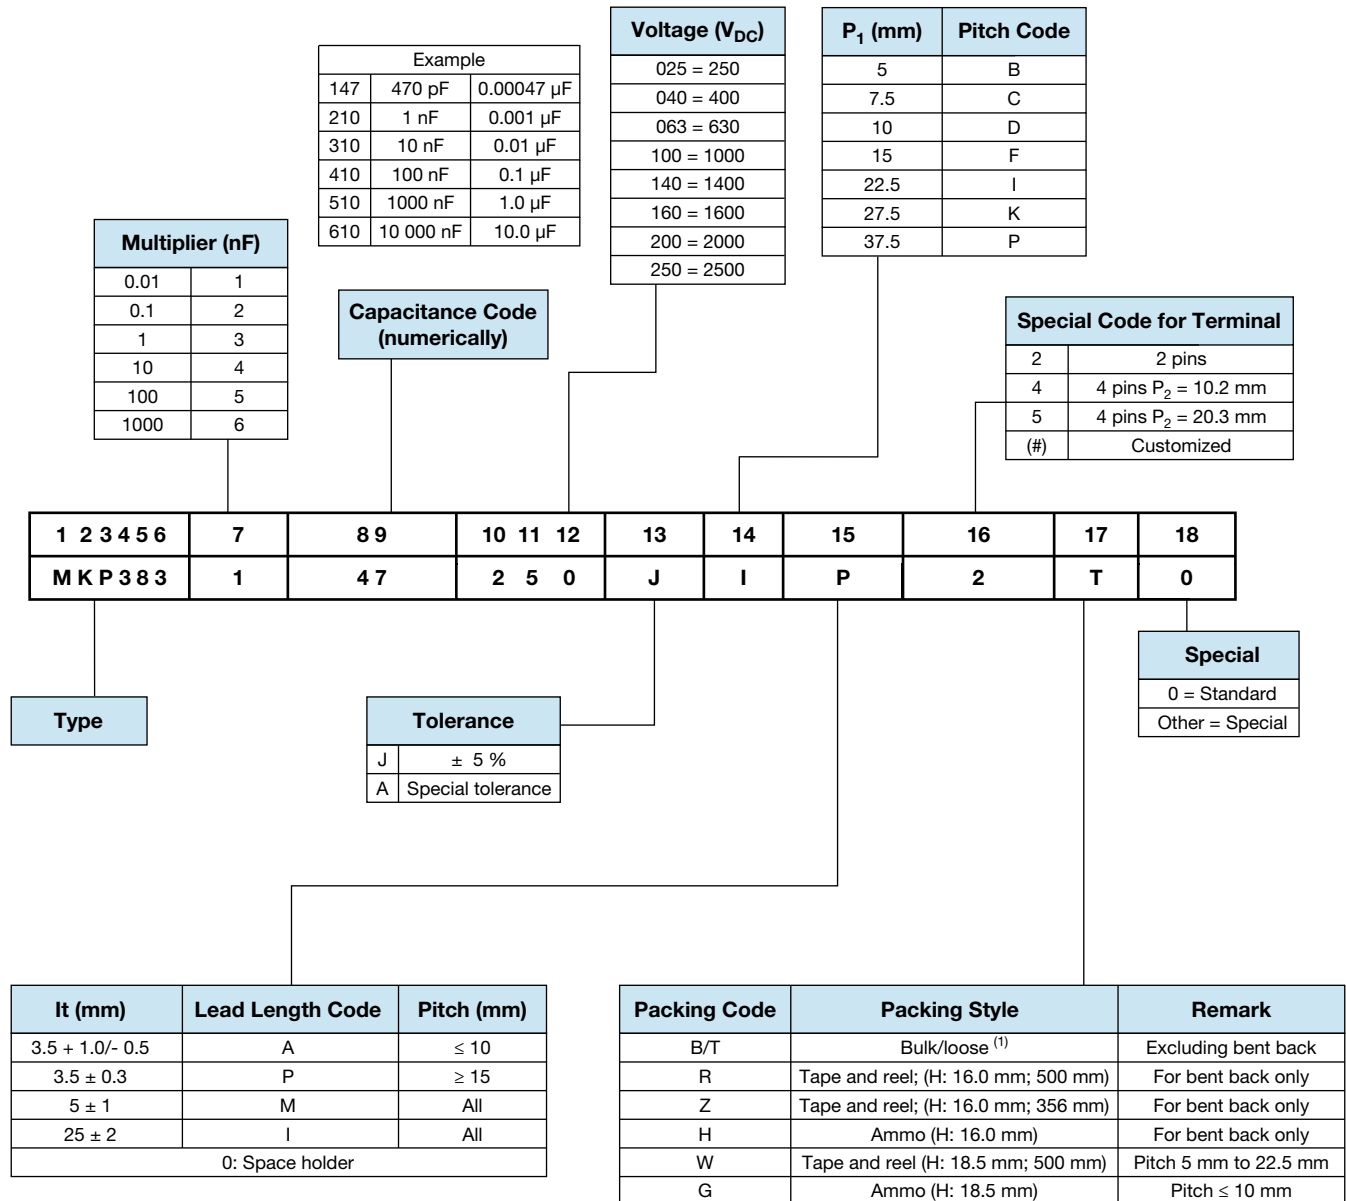 Example
147 470 pF 0.00047 µF
210 1 nF 0.001 µF
310 10 nF 0.01 µF
410 100 nF 0.1 µF
510 1000 nF 1.0 µF
610 10 000 nF 10.0 µF
Voltage (VDC)
025 = 250
040 = 400
063 = 630
100 = 1000
140 = 1400
160 = 1600
200 = 2000
250 = 2500
P1 (mm) Pitch Code
5 B
7.5 C
10 D
15 F
22.5 I
27.5 K
37.5 P
Multiplier (nF)
0.01 1
0.1 2
1 3
10 4
100 5
1000 6
Capacitance Code
(numerically)
Special Code for Terminal
2 2 pins
4 4 pins P2 = 10.2 mm
5 4 pins P2 = 20.3 mm
(#) Customized
1 2 3 4 5 6 7 8 9 10 11 12 13 14 15 16 17 18
M K P 3 8 3 1 4 7 2 5 0 J I P 2 T 0
Type
Tolerance
J ± 5 %
A Special tolerance
Special
0 = Standard
Other = Special
It (mm) Lead Length Code Pitch (mm)
3.5 + 1.0/- 0.5 A ≤ 10
3.5 ± 0.3 P ≥ 15
5 ± 1 M All
25 ± 2 I All
0: Space holder
Packing Code Packing Style Remark
B/T Bulk/loose (1) Excluding bent back
R Tape and reel; (H: 16.0 mm; 500 mm) For bent back only
Z Tape and reel; (H: 16.0 mm; 356 mm) For bent back only
H Ammo (H: 16.0 mm) For bent back only
W Tape and reel (H: 18.5 mm; 500 mm) Pitch 5 mm to 22.5 mm
G Ammo (H: 18.5 mm) Pitch ≤ 10 mm